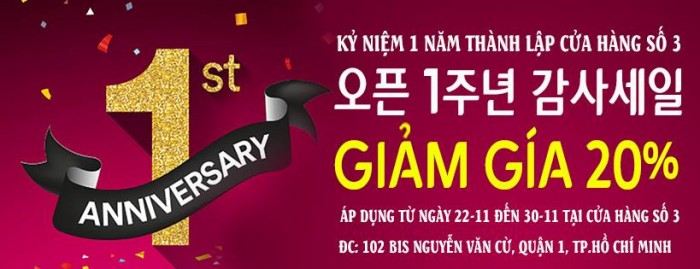 1st
ANNIVERSARY
KỶ NIỆM 1 NĂM THÀNH LẬP CỬA HÀNG SỐ 3
오픈 1주년 감사세일
GIẢM GÍA 20%
ÁP DỤNG TỪ NGÀY 22-11 ĐẾN 30-11 TẠI CỬA HÀNG SỐ 3
ĐC: 102 BIS NGUYỄN VĂN CỪ, QUẬN 1, TP.HỒ CHÍ MINH